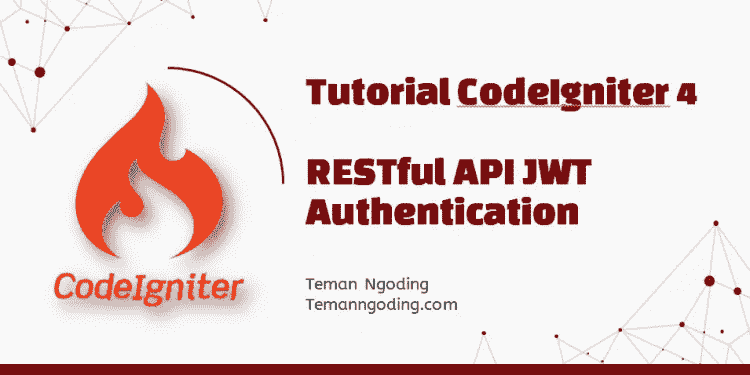 Tutorial CodeIgniter 4
RESTful API JWT
Authentication
CodeIgniter
Teman Ngoding
Temanngoding.com